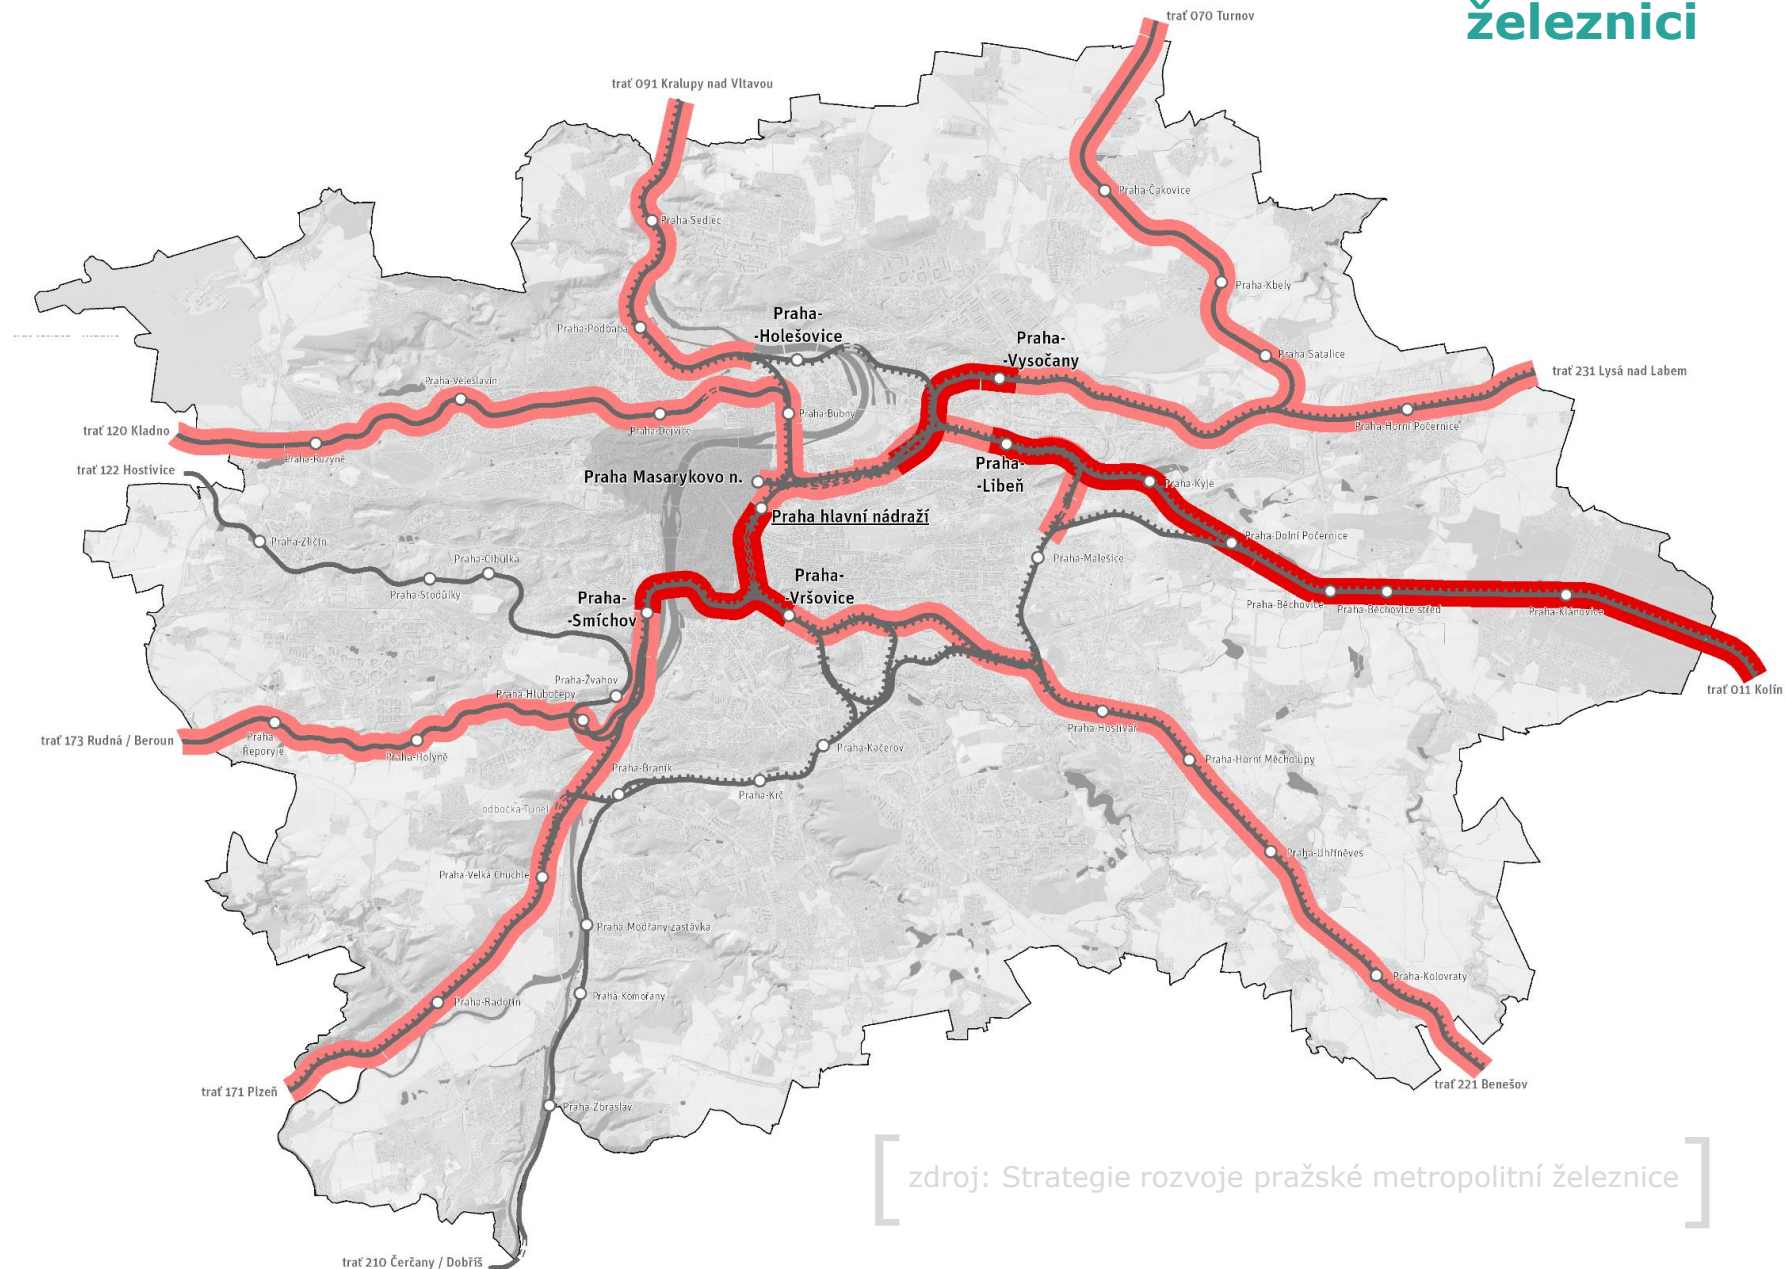 železnici
trať 070 Turnov
trať 091 Kralupy nad Vltavou
Praha-Čakovice
Praha-Sedlec
Praha-Kbely
Praha-
-Holešovice
Praha-Podbaba
Praha-
-Vysočany
Praha-Satalice
trať 231 Lysá nad Labem
Praha-Veleslavín
Praha-Bubny
Praha-Dejvice
Praha-Horní Počernice
trať 120 Kladno
Praha-Ruzyně
trať 122 Hostivice
Praha Masarykovo n.
Praha-
-Libeň
Praha-Kyje
Praha hlavní nádraží
Praha-Zličín
Praha-Dolní Počernice
Praha-Cibulka
Praha-Malešice
Praha-Stodůlky
Praha-
-Vršovice
Praha-
-Smíchov
Praha-Běchovice
Praha-Běchovice střed
Praha-Klánovice
Praha-Žvahov
Praha-Hlubočepy
trať 011 Kolín
trať 173 Rudná / Beroun
Praha-
-Řeporyje
Praha-Holyně
Praha-Hostivař
Praha-Kačerov
Praha-Horní Měcholupy
Praha-Braník
Praha-Krč
odbočka Tunel
Praha-Uhříněves
Praha-Velká Chuchle
Praha-Modřany zastávka
Praha-Kolovraty
Praha-Komořany
Praha-Radotín
trať 171 Plzeň
trať 221 Benešov
Praha-Zbraslav
[ zdroj: Strategie rozvoje pražské metropolitní železnice ]
trať 210 Čerčany / Dobříš